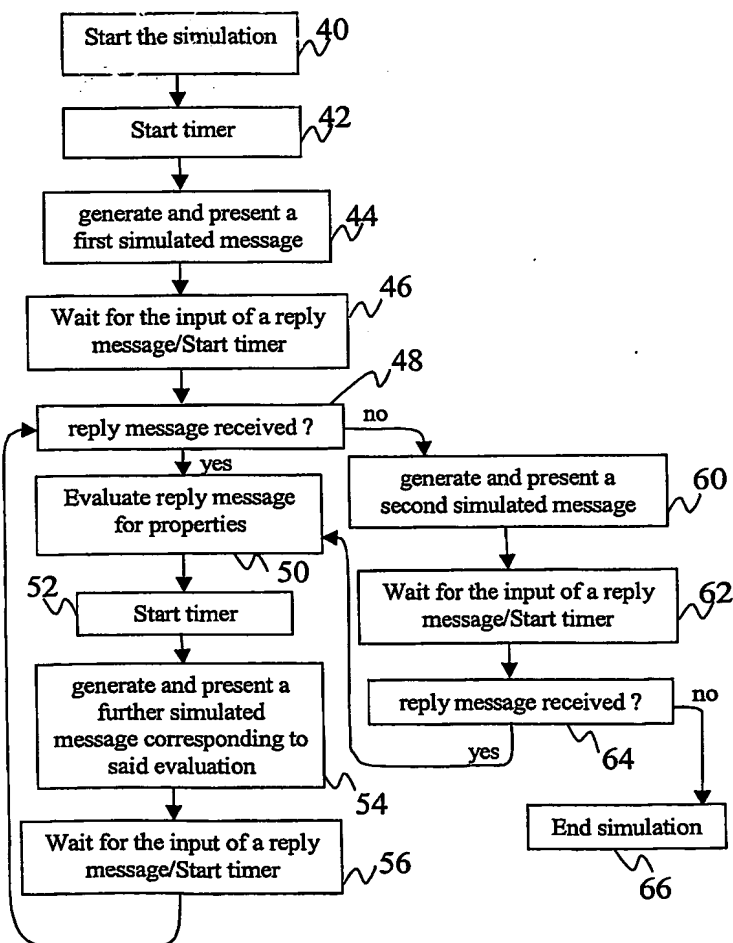 Start the simulation
40
Start timer
42
generate and present a
first simulated message
44
Wait for the input of a reply
message/Start timer
46
reply message received ?
48
no
yes
Evaluate reply message
for properties
50
52
Start timer
generate and present a
further simulated
message corresponding to
said evaluation
54
Wait for the input of a reply
message/Start timer
56
generate and present a
second simulated message
60
Wait for the input of a reply
message/Start timer
62
reply message received ?
64
no
yes
End simulation
66